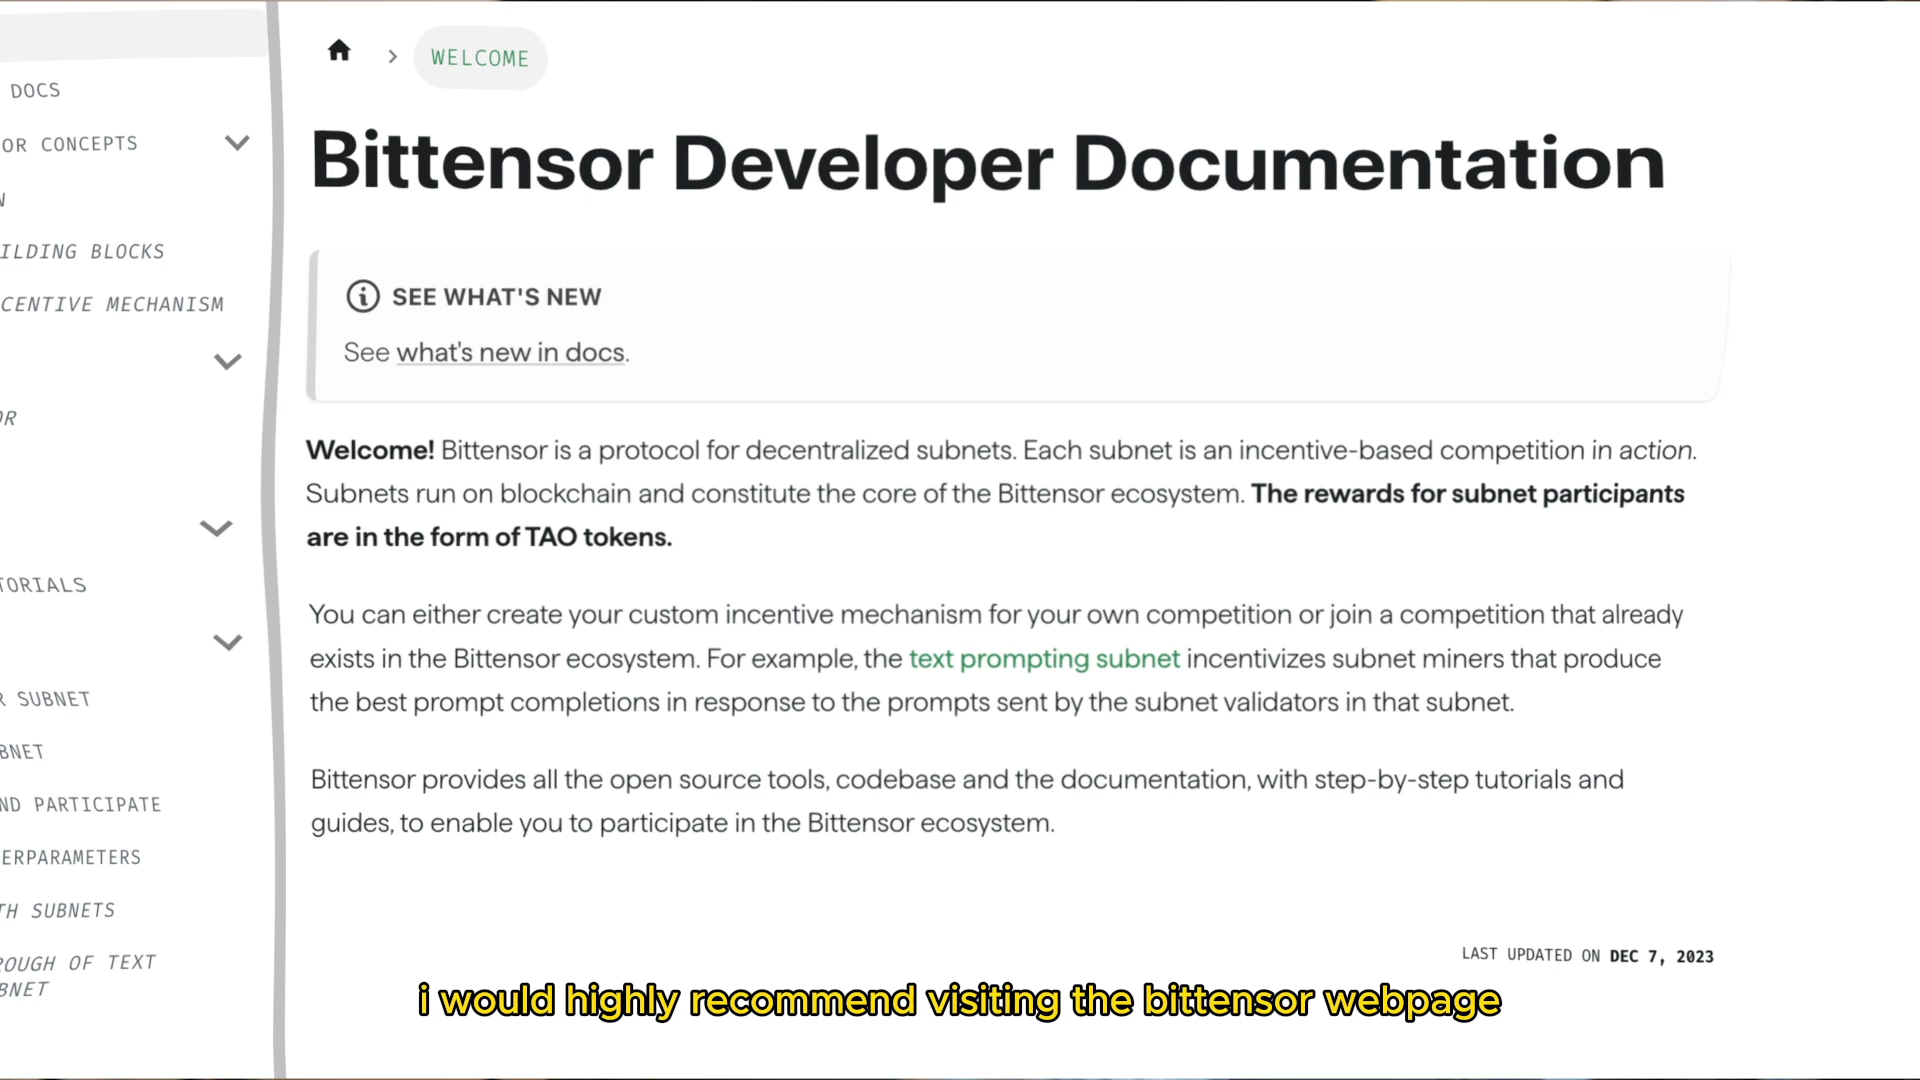 WELCOME
Bittensor Developer Documentation
SEE WHAT'S NEW
See what's new in docs.
Welcome! Bittensor is a protocol for decentralized subnets. Each subnet is an incentive-based competition in action.
Subnets run on blockchain and constitute the core of the Bittensor ecosystem. The rewards for subnet participants
are in the form of TAO tokens.
You can either create your custom incentive mechanism for your own competition or join a competition that already
exists in the Bittensor ecosystem. For example, the text prompting subnet incentivizes subnet miners that produce
the best prompt completions in response to the prompts sent by the subnet validators in that subnet.
Bittensor provides all the open source tools, codebase and the documentation, with step-by-step tutorials and
guides, to enable you to participate in the Bittensor ecosystem.
LAST UPDATED ON DEC 7, 2023
DOCS
OR CONCEPTS
ILDING BLOCKS
CENTIVE MECHANISM
OR
TORIALS
R SUBNET
BNET
ND PARTICIPATE
ERPARAMETERS
TH SUBNETS
ROUGH OF TEXT
BNET
i would highly recommend visiting the bittensor webpage